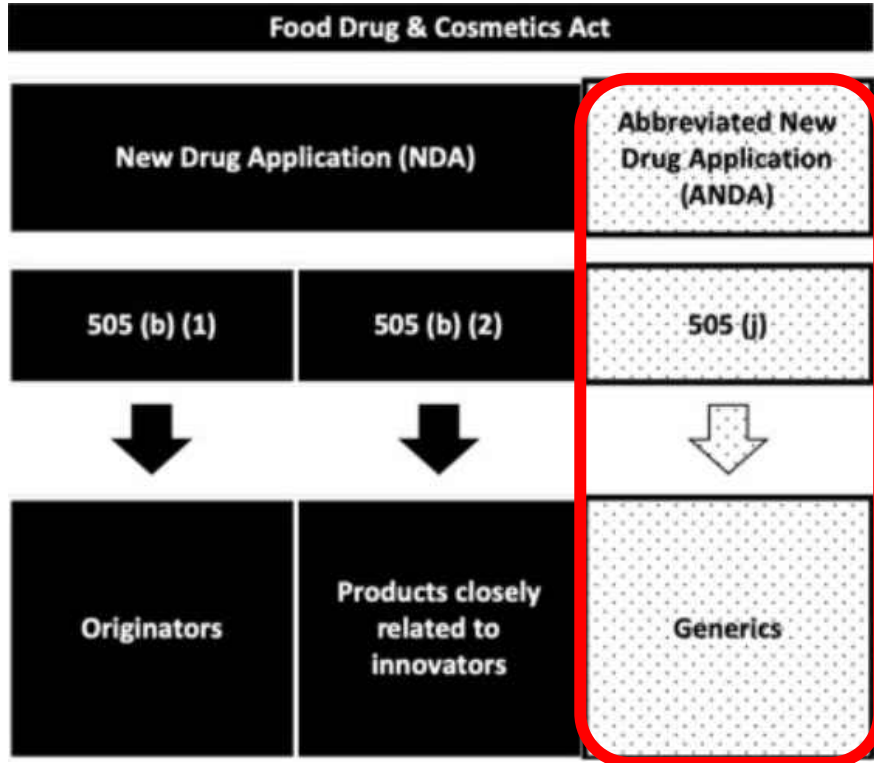 Food Drug & Cosmetics Act
New Drug Application (NDA)
Abbreviated New
Drug Application
(ANDA)
505 (b) (1)
505 (b) (2)
505 (j)
Originators
Products closely
related to
innovators
Generics